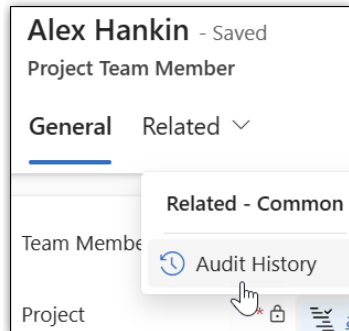 Alex Hankin - Saved
Project Team Member
General Related
Related - Common
Team Membe
Audit History
Project *